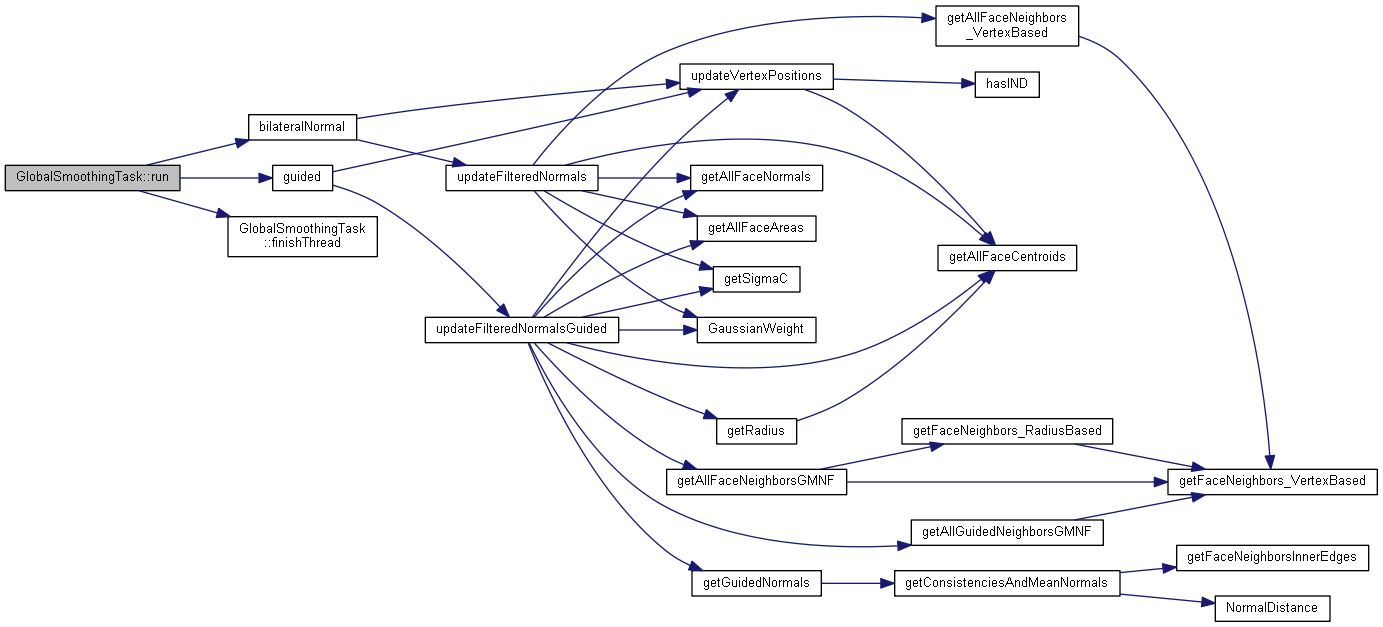 getAllFaceNeighbors
_VertexBased
updateVertexPositions
hasIND
bilateralNormal
GlobalSmoothingTask::run
guided
updateFilteredNormals
getAllFaceNormals
GlobalSmoothingTask
::finishThread
getAllFaceAreas
getAllFaceCentroids
getSigmaC
updateFilteredNormalsGuided
GaussianWeight
getRadius
getFaceNeighbors_RadiusBased
getAllFaceNeighborsGMNF
getFaceNeighbors_VertexBased
getAllGuidedNeighborsGMNF
getFaceNeighborsInnerEdges
getGuidedNormals
getConsistenciesAndMeanNormals
NormalDistance